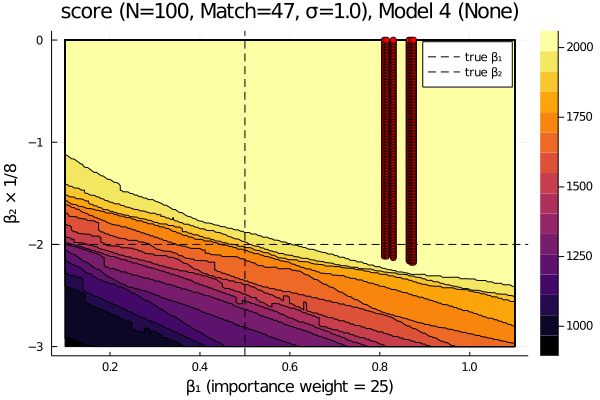 score (N=100, Match=47, σ=1.0), Model 4 (None)
true β₁
true β₂
0
−1
−2
−3
β₂ × 1/8
0.2
0.4
0.6
0.8
1.0
β₁ (importance weight = 25)
2000
1750
1500
1250
1000